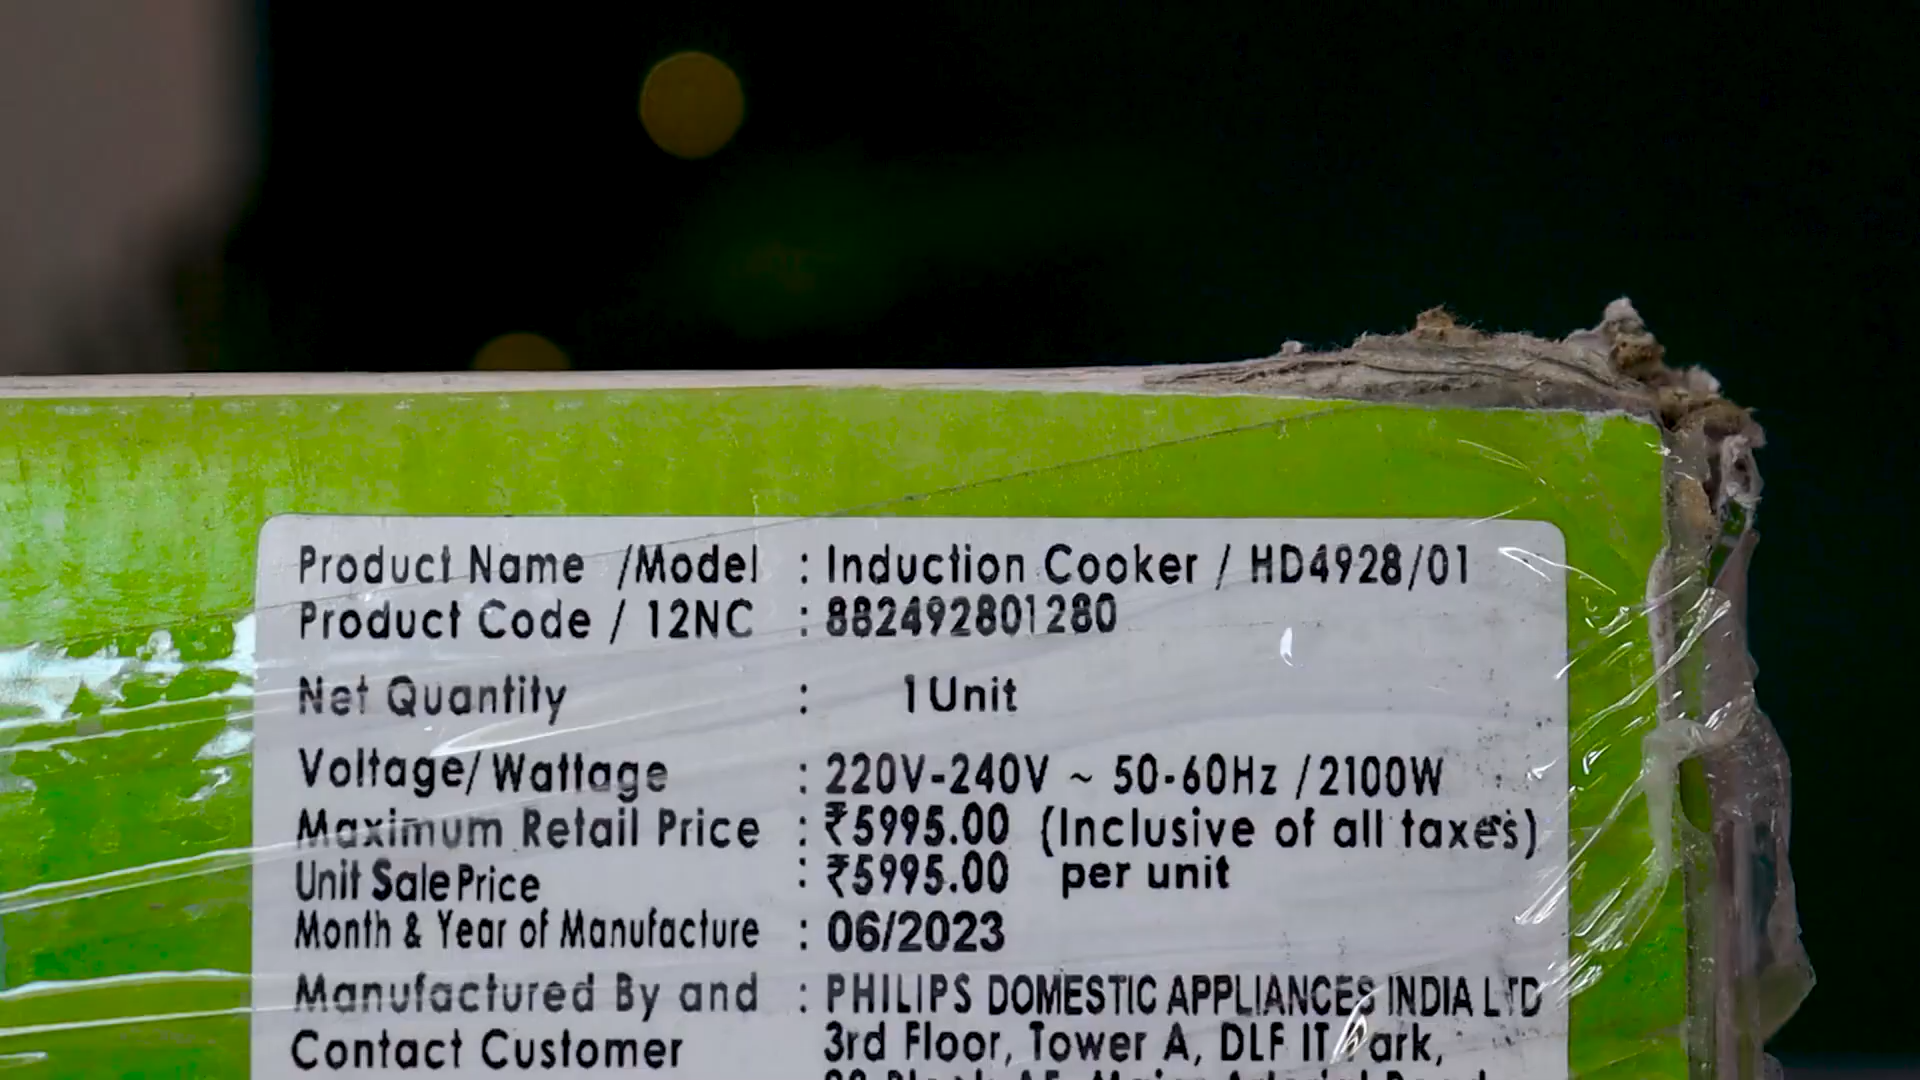 Product Name /Model : Induction Cooker / HD4928/01
Product Code / 12NC : 882492801280
Net Quantity : 1 Unit
Voltage/Wattage : 220V-240V ~ 50-60Hz /2100W
Maximum Retail Price : ₹5995.00 (Inclusive of all taxes)
Unit Sale Price : ₹5995.00 per unit
Month & Year of Manufacture : 06/2023
Manufactured By and : PHILIPS DOMESTIC APPLIANCES INDIA LTD
Contact Customer 3rd Floor, Tower A, DLF IT Park,